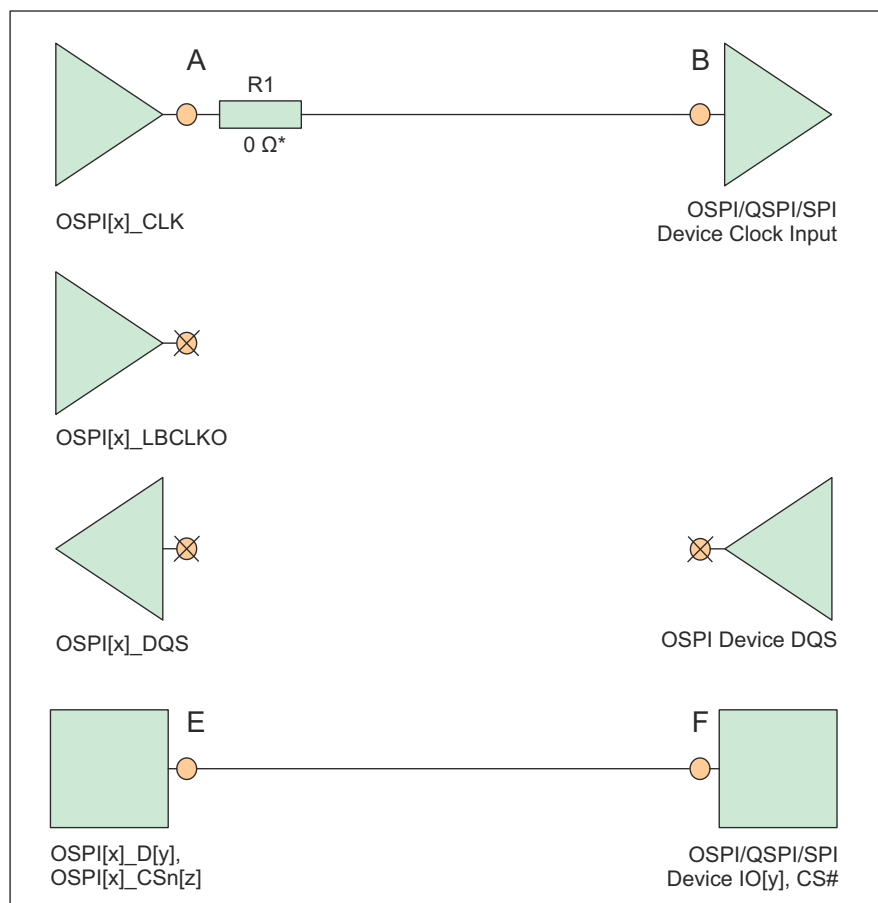 A
B
R1
0 Ω*
OSPI[x]_CLK
OSPI/QSPI/SPI
Device Clock Input
OSPI[x]_LBCLKO
OSPI[x]_DQS
OSPI Device DQS
E
F
OSPI[x]_D[y],
OSPI[x]_CSn[z]
OSPI/QSPI/SPI
Device IO[y], CS#